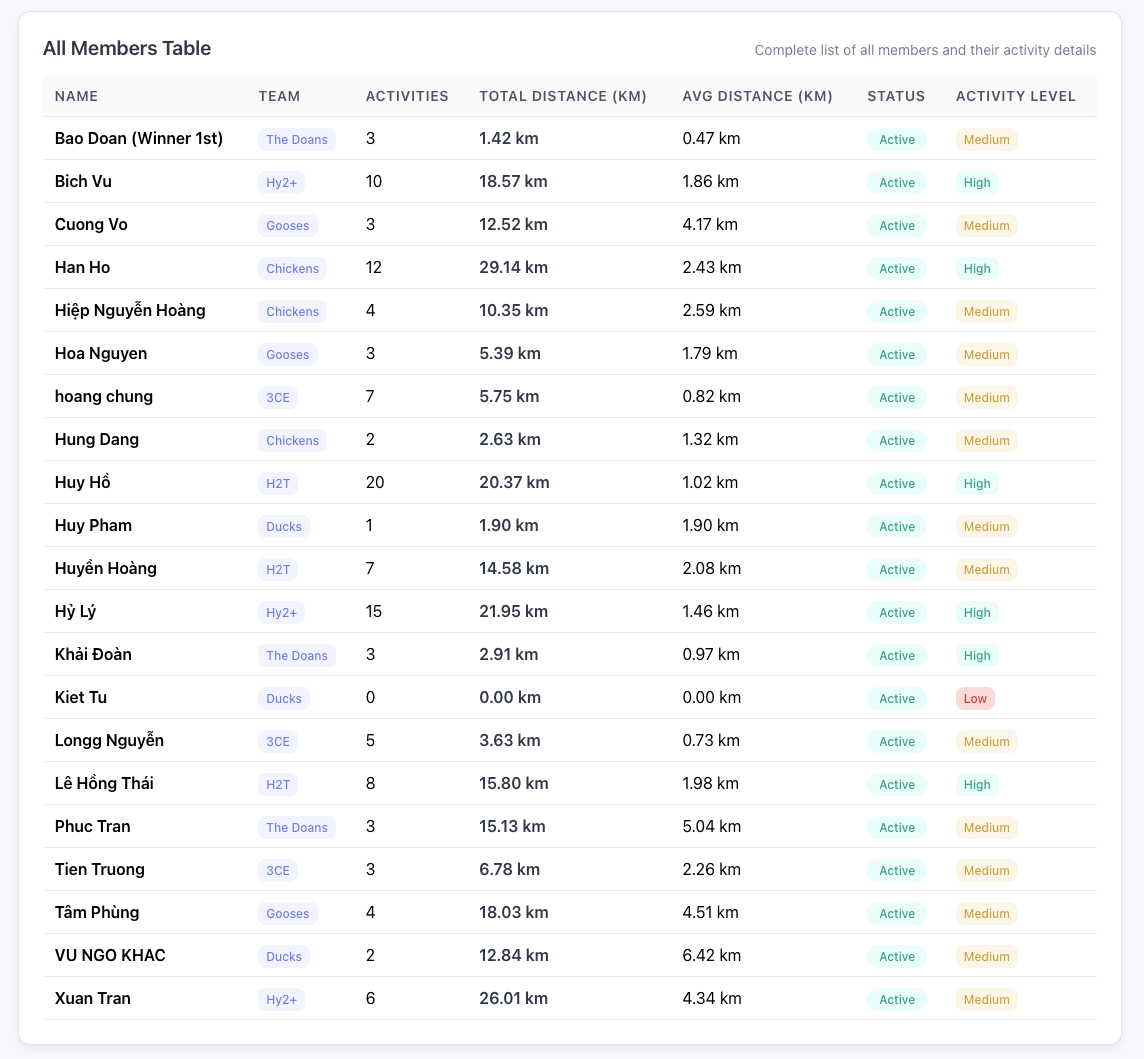 All Members Table
Complete list of all members and their activity details
NAME TEAM ACTIVITIES TOTAL DISTANCE (KM) AVG DISTANCE (KM) STATUS ACTIVITY LEVEL
Bao Doan (Winner 1st) The Doans 3 1.42 km 0.47 km Active Medium
Bich Vu Hy2+ 10 18.57 km 1.86 km Active High
Cuong Vo Gooses 3 12.52 km 4.17 km Active Medium
Han Ho Chickens 12 29.14 km 2.43 km Active High
Hiệp Nguyễn Hoàng Chickens 4 10.35 km 2.59 km Active Medium
Hoa Nguyen Gooses 3 5.39 km 1.79 km Active Medium
hoang chung 3CE 7 5.75 km 0.82 km Active Medium
Hung Dang Chickens 2 2.63 km 1.32 km Active Medium
Huy Hồ H2T 20 20.37 km 1.02 km Active High
Huy Pham Ducks 1 1.90 km 1.90 km Active Medium
Huyền Hoàng H2T 7 14.58 km 2.08 km Active Medium
Hỷ Lý Hy2+ 15 21.95 km 1.46 km Active High
Khải Đoàn The Doans 3 2.91 km 0.97 km Active High
Kiet Tu Ducks 0 0.00 km 0.00 km Active Low
Longg Nguyễn 3CE 5 3.63 km 0.73 km Active Medium
Lê Hồng Thái H2T 8 15.80 km 1.98 km Active High
Phuc Tran The Doans 3 15.13 km 5.04 km Active Medium
Tien Truong 3CE 3 6.78 km 2.26 km Active Medium
Tâm Phùng Gooses 4 18.03 km 4.51 km Active Medium
VU NGO KHAC Ducks 2 12.84 km 6.42 km Active Medium
Xuan Tran Hy2+ 6 26.01 km 4.34 km Active Medium